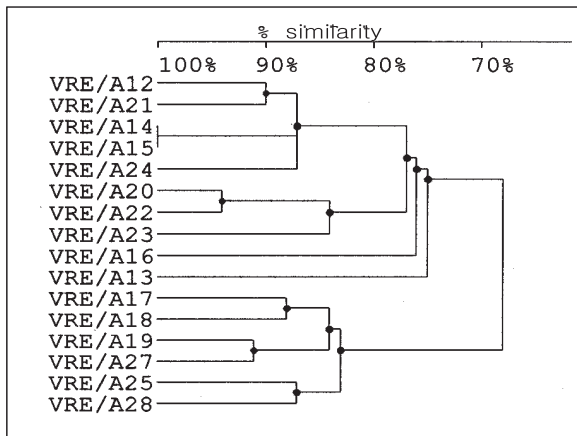 % similarity
100% 90% 80% 70%
VRE/A12
VRE/A21
VRE/A14
VRE/A15
VRE/A24
VRE/A20
VRE/A22
VRE/A23
VRE/A16
VRE/A13
VRE/A17
VRE/A18
VRE/A19
VRE/A27
VRE/A25
VRE/A28